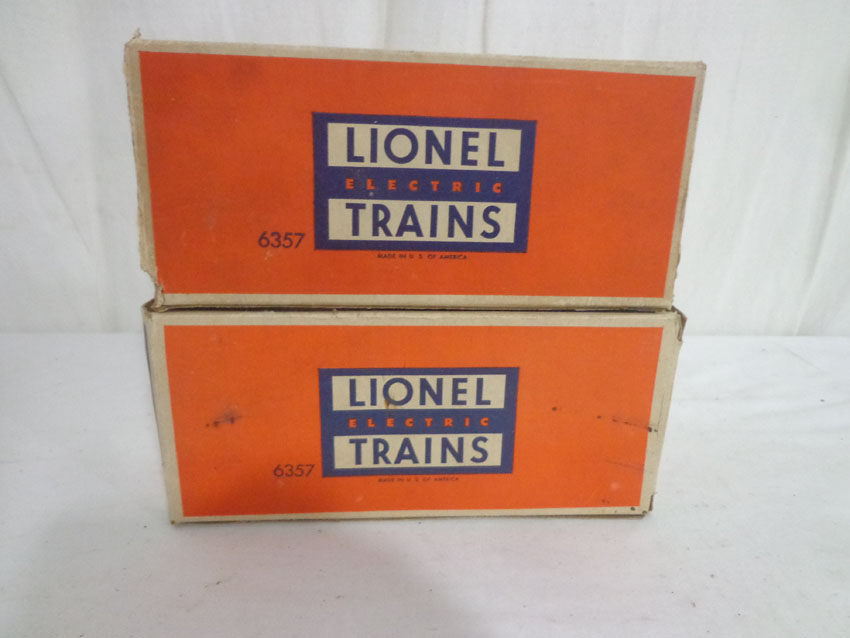 LIONEL
ELECTRIC
TRAINS
6357
MADE IN U. S. OF AMERICA
LIONEL
ELECTRIC
TRAINS
6357
MADE IN U. S. OF AMERICA